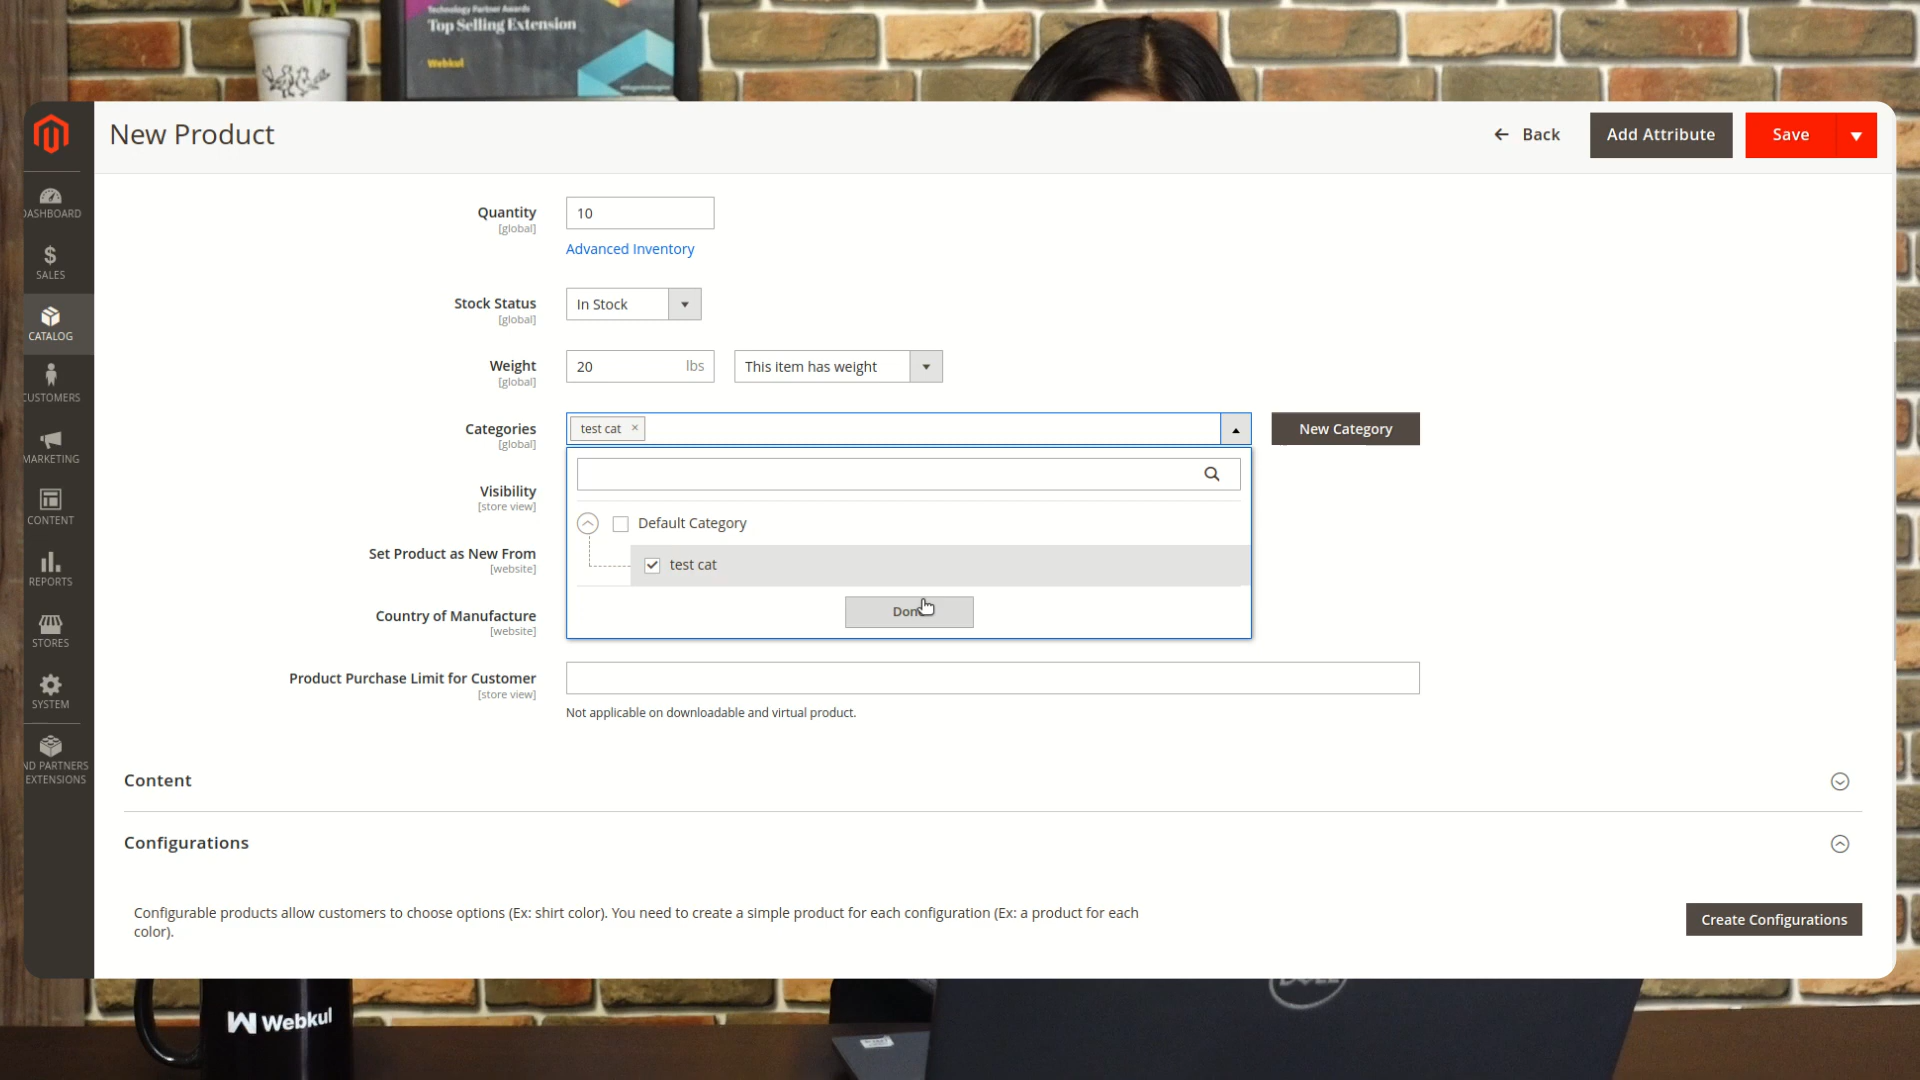 Technology Partner Awards
Top Selling Extension
Webkul
New Product
← Back
Add Attribute
Save
DASHBOARD
SALES
CATALOG
CUSTOMERS
MARKETING
CONTENT
REPORTS
STORES
SYSTEM
ND PARTNERS
EXTENSIONS
Quantity
[global]
10
Advanced Inventory
Stock Status
[global]
In Stock
Weight
[global]
20 lbs
This item has weight
Categories
[global]
test cat ×
New Category
Default Category
test cat
Visibility
[store view]
Set Product as New From
[website]
Country of Manufacture
[website]
Product Purchase Limit for Customer
[store view]
Not applicable on downloadable and virtual product.
Content
Configurations
Configurable products allow customers to choose options (Ex: shirt color). You need to create a simple product for each configuration (Ex: a product for each
color).
Create Configurations
Webkul
DELL